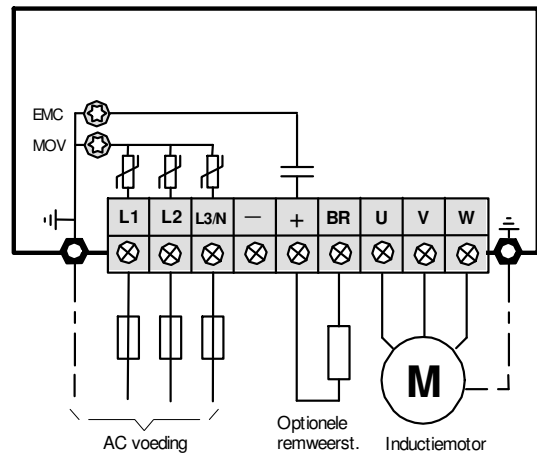 EMC
MOV
L1 L2 L3/N — + BR U V W
M
AC voeding
Optionele
remweerst.
Inductiemotor